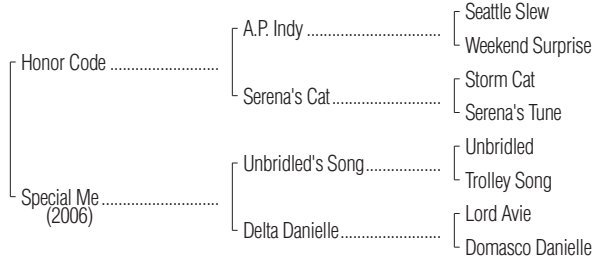 Seattle Slew
A.P. Indy ..............................
Weekend Surprise
Honor Code ........................
Storm Cat
Serena's Cat........................
Serena's Tune
Unbridled
Unbridled's Song.................
Trolley Song
Special Me..........................
(2006)
Lord Avie
Delta Danielle......................
Domasco Danielle